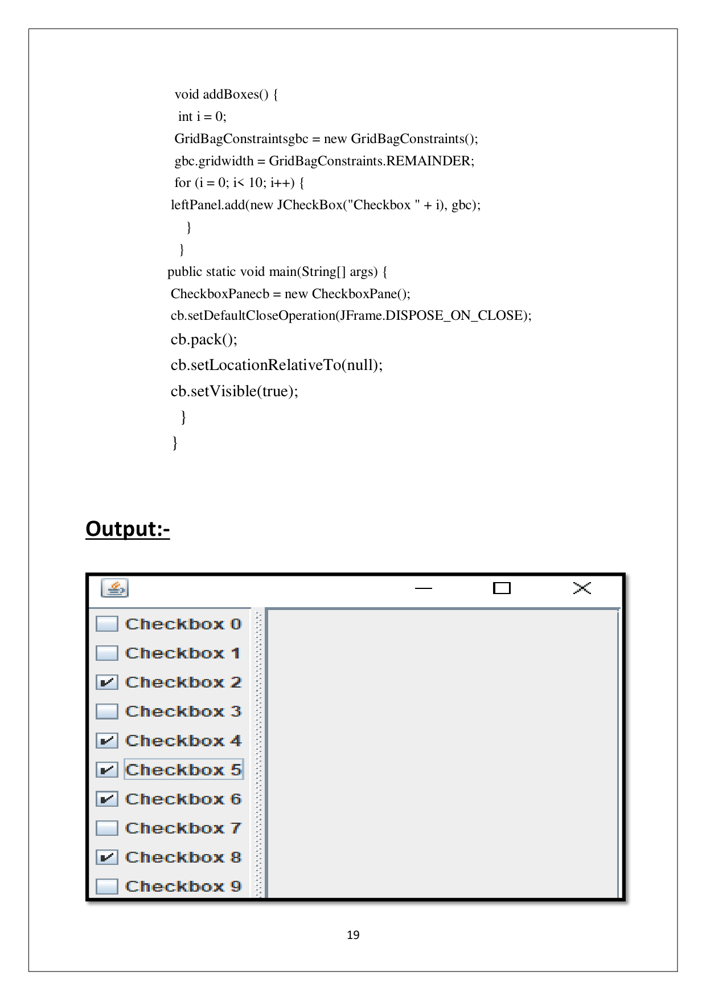 void addBoxes() {
int i = 0;
GridBagConstraintsgbc = new GridBagConstraints();
gbc.gridwidth = GridBagConstraints.REMAINDER;
for (i = 0; i< 10; i++) {
leftPanel.add(new JCheckBox("Checkbox " + i), gbc);
}
}
public static void main(String[] args) {
CheckboxPanecb = new CheckboxPane();
cb.setDefaultCloseOperation(JFrame.DISPOSE_ON_CLOSE);
cb.pack();
cb.setLocationRelativeTo(null);
cb.setVisible(true);
}
}
Output:-
Checkbox 0
Checkbox 1
Checkbox 2
Checkbox 3
Checkbox 4
Checkbox 5
Checkbox 6
Checkbox 7
Checkbox 8
Checkbox 9
19